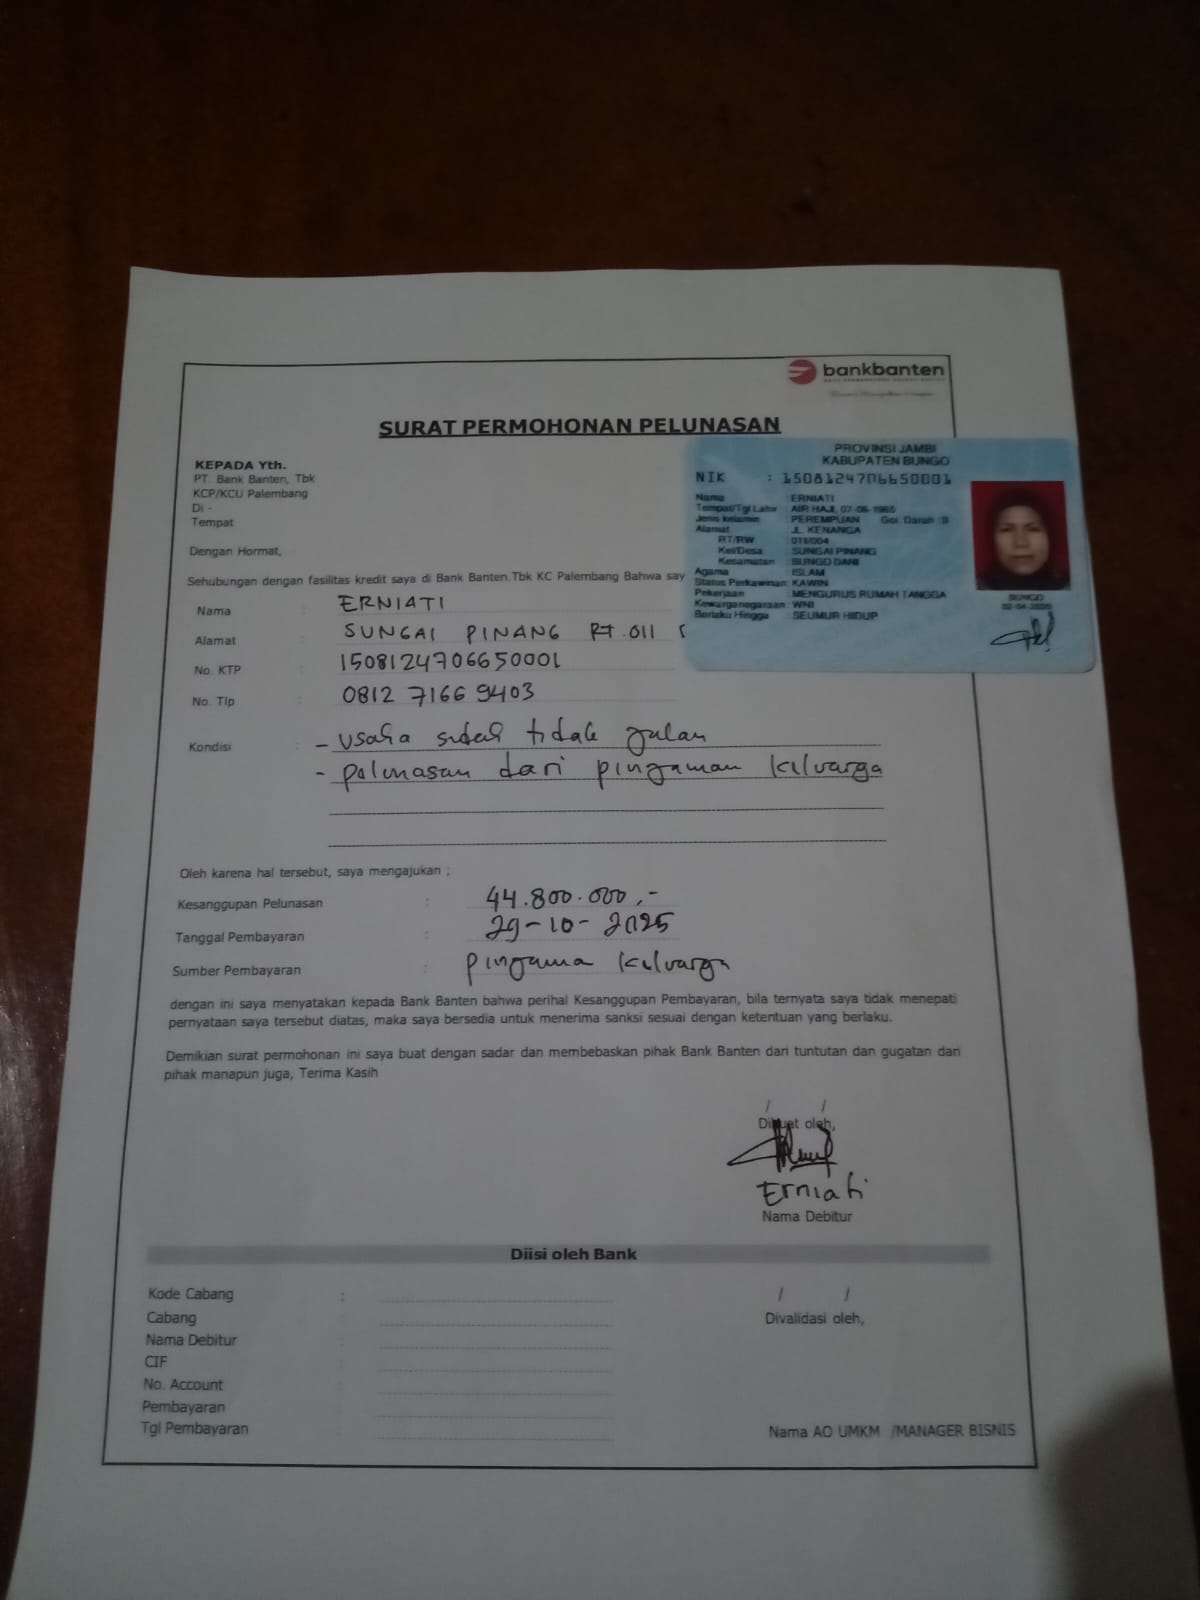 bankbanten
SURAT PERMOHONAN PELUNASAN
KEPADA Yth.
PT. Bank Banten, Tbk
KCP/KCU Palembang
Di -
Tempat
Dengan Hormat,
Sehubungan dengan fasilitas kredit saya di Bank Banten.Tbk KC Palembang Bahwa say
Nama : ERNIATI
Alamat : SUNGAI PINANG RT.011
No. KTP : 1508124706650001
No. Tlp : 0812 7166 9403
Kondisi : - usaha sudah tidak jalan
- palunasan dari pinjaman keluarga
PROVINSI JAMBI
KABUPATEN BUNGO
NIK : 1508124706650001
Nama : ERNIATI
Tempat/Tgl Lahir : AIR HAJI, 07-06-1965
Jenis kelamin : PEREMPUAN Gol. Darah : B
Alamat : JL. KENANGA
RT/RW : 011/004
Kel/Desa : SUNGAI PINANG
Kecamatan : BUNGO DANI
Agama : ISLAM
Status Perkawinan: KAWIN
Pekerjaan : MENGURUS RUMAH TANGGA
Kewarganegaraan: WNI
Berlaku Hingga : SEUMUR HIDUP
BUNGO
Oleh karena hal tersebut, saya mengajukan ;
Kesanggupan Pelunasan : 44.800.000,-
Tanggal Pembayaran : 29-10-2025
Sumber Pembayaran : pinjama keluarga
dengan ini saya menyatakan kepada Bank Banten bahwa perihal Kesanggupan Pembayaran, bila ternyata saya tidak menepati
pernyataan saya tersebut diatas, maka saya bersedia untuk menerima sanksi sesuai dengan ketentuan yang berlaku.
Demikian surat permohonan ini saya buat dengan sadar dan membebaskan pihak Bank Banten dari tuntutan dan gugatan dari
pihak manapun juga, Terima Kasih
/ /
Dibuat oleh,
Erniati
Nama Debitur
Diisi oleh Bank
Kode Cabang :
Cabang :
Nama Debitur :
CIF :
No. Account :
Pembayaran :
Tgl Pembayaran :
/ /
Divalidasi oleh,
Nama AO UMKM /MANAGER BISNIS